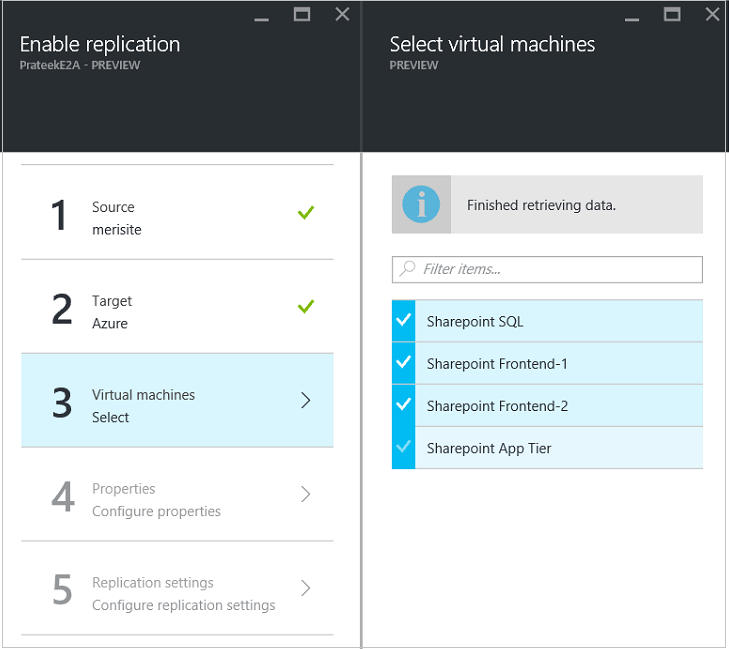 Enable replication
PrateekE2A - PREVIEW
1
Source
merisite
2
Target
Azure
3
Virtual machines
Select
4
Properties
Configure properties
5
Replication settings
Configure replication settings
Select virtual machines
PREVIEW
Finished retrieving data.
Filter items...
Sharepoint SQL
Sharepoint Frontend-1
Sharepoint Frontend-2
Sharepoint App Tier